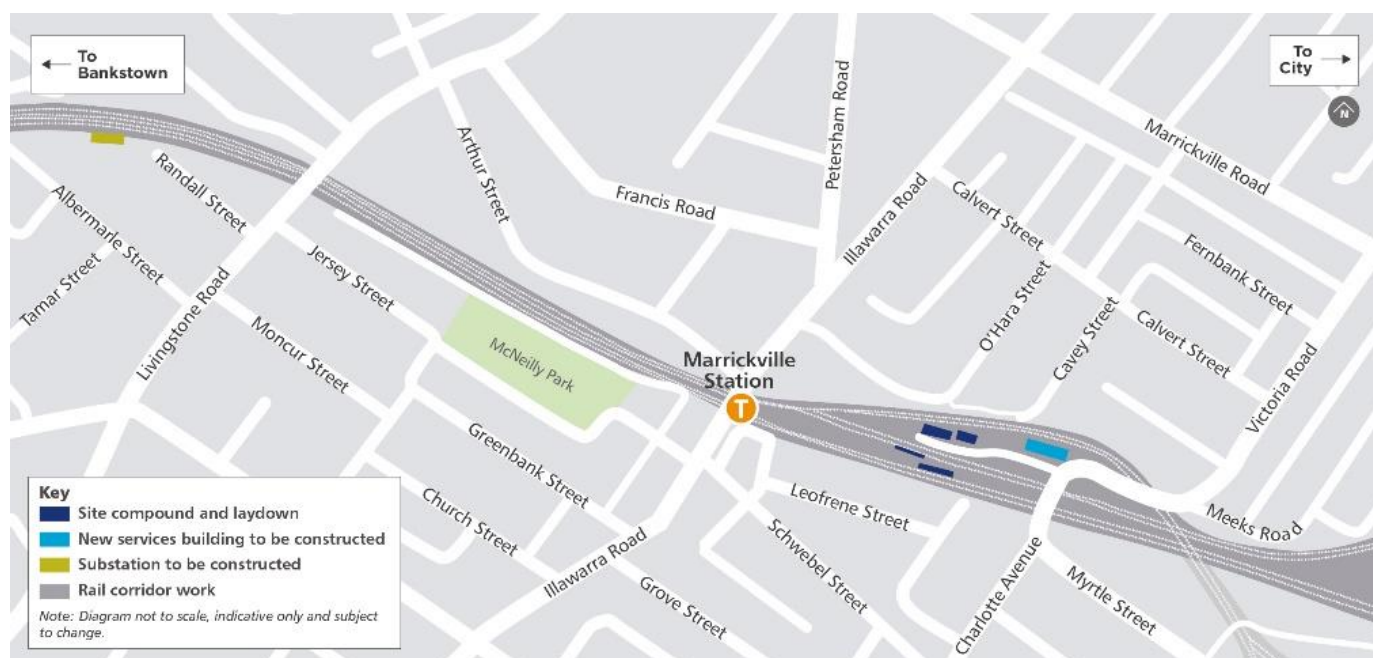 To
Bankstown
To
City
N
Marrickville Road
Petersham Road
Arthur Street
Randall Street
Francis Road
Illawarra Road
Calvert Street
Albermarle Street
Fernbank Street
Jersey Street
O'Hara Street
Tamar Street
Livingstone Road
Moncur Street
McNeilly Park
Marrickville
Station
T
Cavey Street
Calvert Street
Victoria Road
Greenbank Street
Church Street
Illawarra Road
Grove Street
Schwebel Street
Leofrene Street
Charlotte Avenue
Myrtle Street
Meeks Road
Key
Site compound and laydown
New services building to be constructed
Substation to be constructed
Rail corridor work
Note: Diagram not to scale, indicative only and subject
to change.